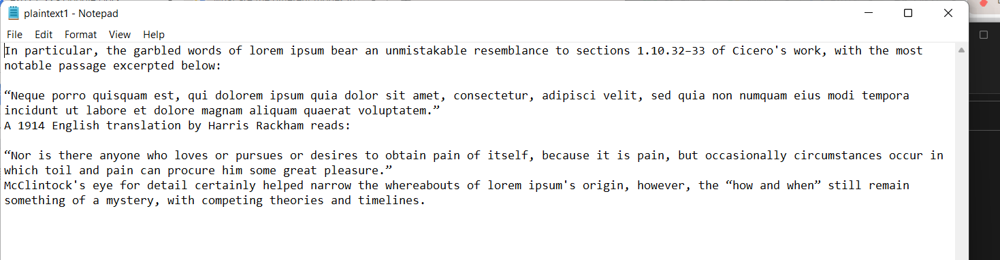 plaintext1 - Notepad
File Edit Format View Help
In particular, the garbled words of lorem ipsum bear an unmistakable resemblance to sections 1.10.32–33 of Cicero's work, with the most
notable passage excerpted below:
“Neque porro quisquam est, qui dolorem ipsum quia dolor sit amet, consectetur, adipisci velit, sed quia non numquam eius modi tempora
incidunt ut labore et dolore magnam aliquam quaerat voluptatem.”
A 1914 English translation by Harris Rackham reads:
“Nor is there anyone who loves or pursues or desires to obtain pain of itself, because it is pain, but occasionally circumstances occur in
which toil and pain can procure him some great pleasure.”
McClintock's eye for detail certainly helped narrow the whereabouts of lorem ipsum's origin, however, the “how and when” still remain
something of a mystery, with competing theories and timelines.